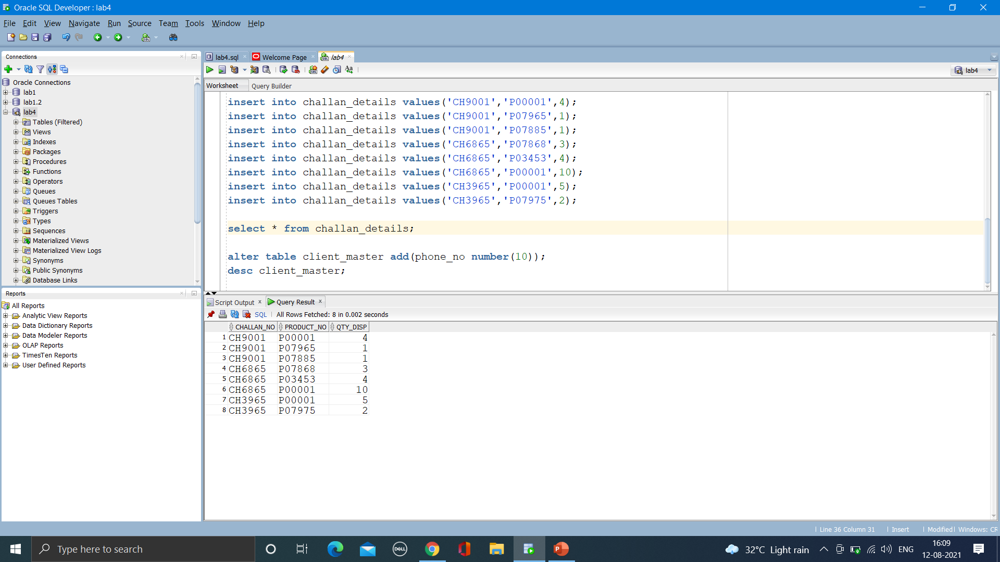 Oracle SQL Developer : lab4
File Edit View Navigate Run Source Team Tools Window Help
Connections
Oracle Connections
lab1
lab1.2
lab4
Tables (Filtered)
Views
Indexes
Packages
Procedures
Functions
Operators
Queues
Queues Tables
Triggers
Types
Sequences
Materialized Views
Materialized View Logs
Synonyms
Public Synonyms
Database Links
Reports
All Reports
Analytic View Reports
Data Dictionary Reports
Data Modeler Reports
OLAP Reports
TimesTen Reports
User Defined Reports
lab4.sql Welcome Page lab4
lab4
Worksheet Query Builder
insert into challan_details values('CH9001','P00001',4);
insert into challan_details values('CH9001','P07965',1);
insert into challan_details values('CH9001','P07885',1);
insert into challan_details values('CH6865','P07868',3);
insert into challan_details values('CH6865','P03453',4);
insert into challan_details values('CH6865','P00001',10);
insert into challan_details values('CH3965','P00001',5);
insert into challan_details values('CH3965','P07975',2);
select * from challan_details;
alter table client_master add(phone_no number(10));
desc client_master;
Script Output Query Result
SQL All Rows Fetched: 8 in 0.002 seconds
CHALLAN_NO PRODUCT_NO QTY_DISP
1 CH9001 P00001 4
2 CH9001 P07965 1
3 CH9001 P07885 1
4 CH6865 P07868 3
5 CH6865 P03453 4
6 CH6865 P00001 10
7 CH3965 P00001 5
8 CH3965 P07975 2
Line 36 Column 31 Insert Modified Windows: CR
Type here to search
DELL
32°C Light rain
ENG
16:09
12-08-2021